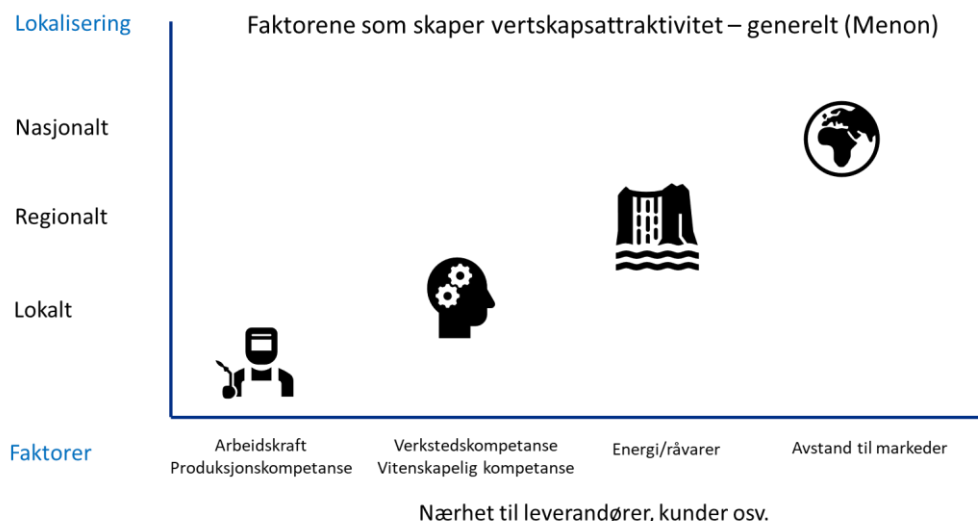 Lokalisering
Faktorene som skaper vertskapsattraktivitet – generelt (Menon)
Nasjonalt
Regionalt
Lokalt
Faktorer
Arbeidskraft
Produksjonskompetanse
Verkstedskompetanse
Vitenskapelig kompetanse
Energi/råvarer
Avstand til markeder
Nærhet til leverandører, kunder osv.